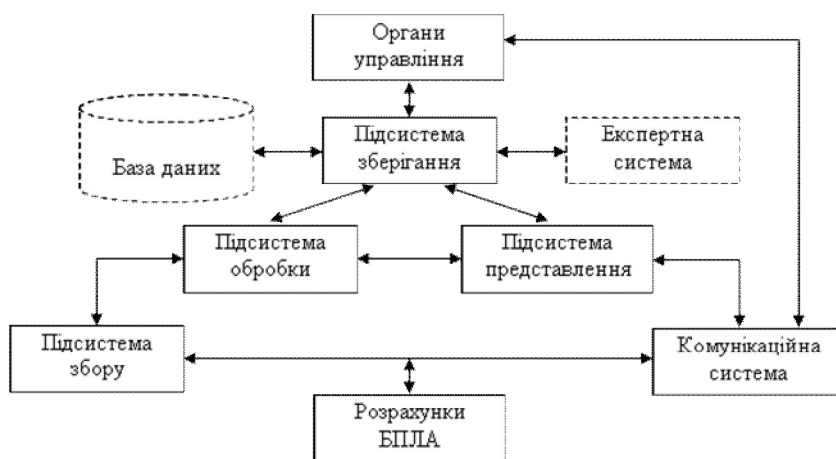 Органи
управління
База даних
Підсистема
зберігання
Експертна
система
Підсистема
обробки
Підсистема
представлення
Підсистема
збору
Комунікаційна
система
Розрахунки
БПЛА